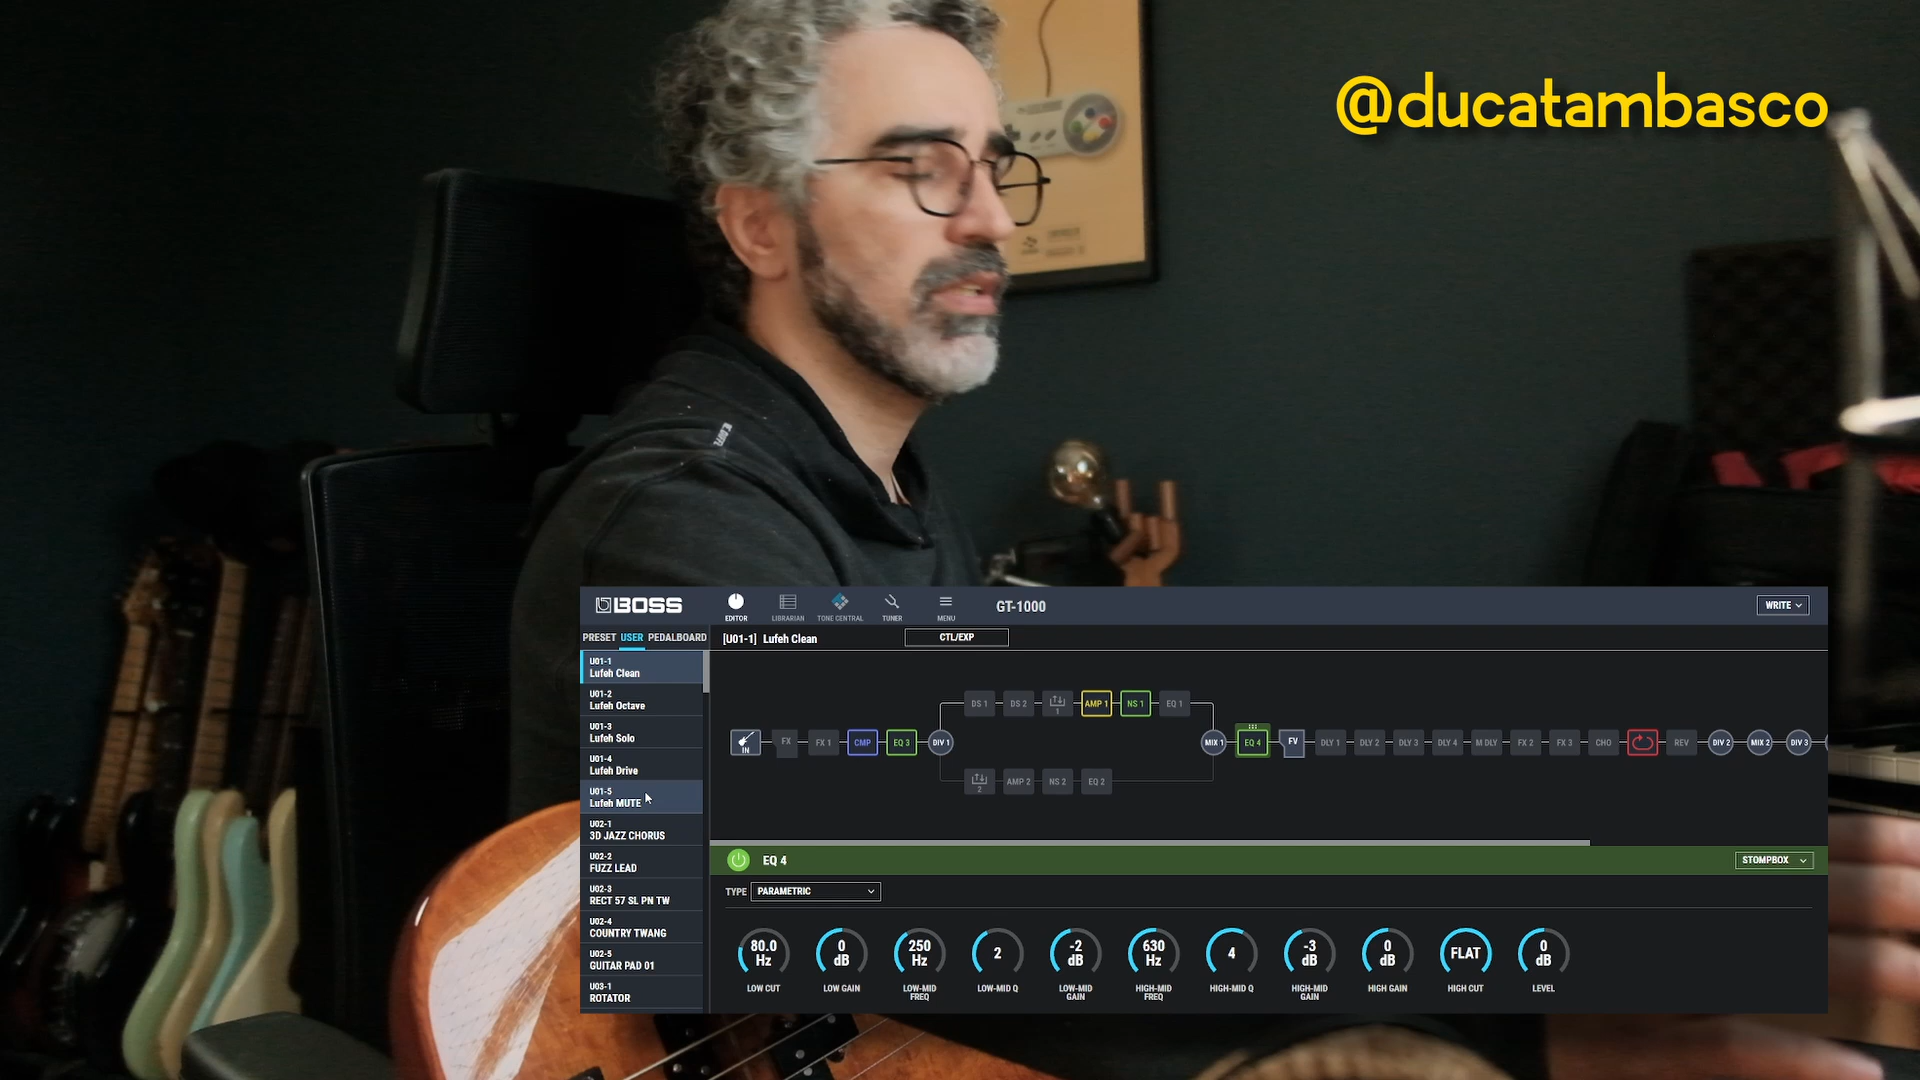 @ducatambasco
BOSS
EDITOR
LIBRARIAN
TONE CENTRAL
TUNER
MENU
GT-1000
WRITE
PRESET USER PEDALBOARD
[U01-1] Lufeh Clean
CTL/EXP
U01-1
Lufeh Clean
U01-2
Lufeh Octave
U01-3
Lufeh Solo
U01-4
Lufeh Drive
U01-5
Lufeh MUTE
U02-1
3D JAZZ CHORUS
U02-2
FUZZ LEAD
U02-3
RECT 57 SL PN TW
U02-4
COUNTRY TWANG
U02-5
GUITAR PAD 01
U03-1
ROTATOR
DS 1 DS 2 1 AMP 1 NS 1 EQ 1
IN FX FX 1 CMP EQ 3 DIV 1 MIX 1 EQ 4 FV DLY 1 DLY 2 DLY 3 DLY 4 M DLY FX 2 FX 3 CHO REV DIV 2 MIX 2 DIV 3
2 AMP 2 NS 2 EQ 2
EQ 4
STOMPBOX
TYPE PARAMETRIC
80.0 Hz
LOW CUT
0 dB
LOW GAIN
250 Hz
LOW-MID FREQ
2
LOW-MID Q
-2 dB
LOW-MID GAIN
630 Hz
HIGH-MID FREQ
4
HIGH-MID Q
-3 dB
HIGH-MID GAIN
0 dB
HIGH GAIN
FLAT
HIGH CUT
0 dB
LEVEL